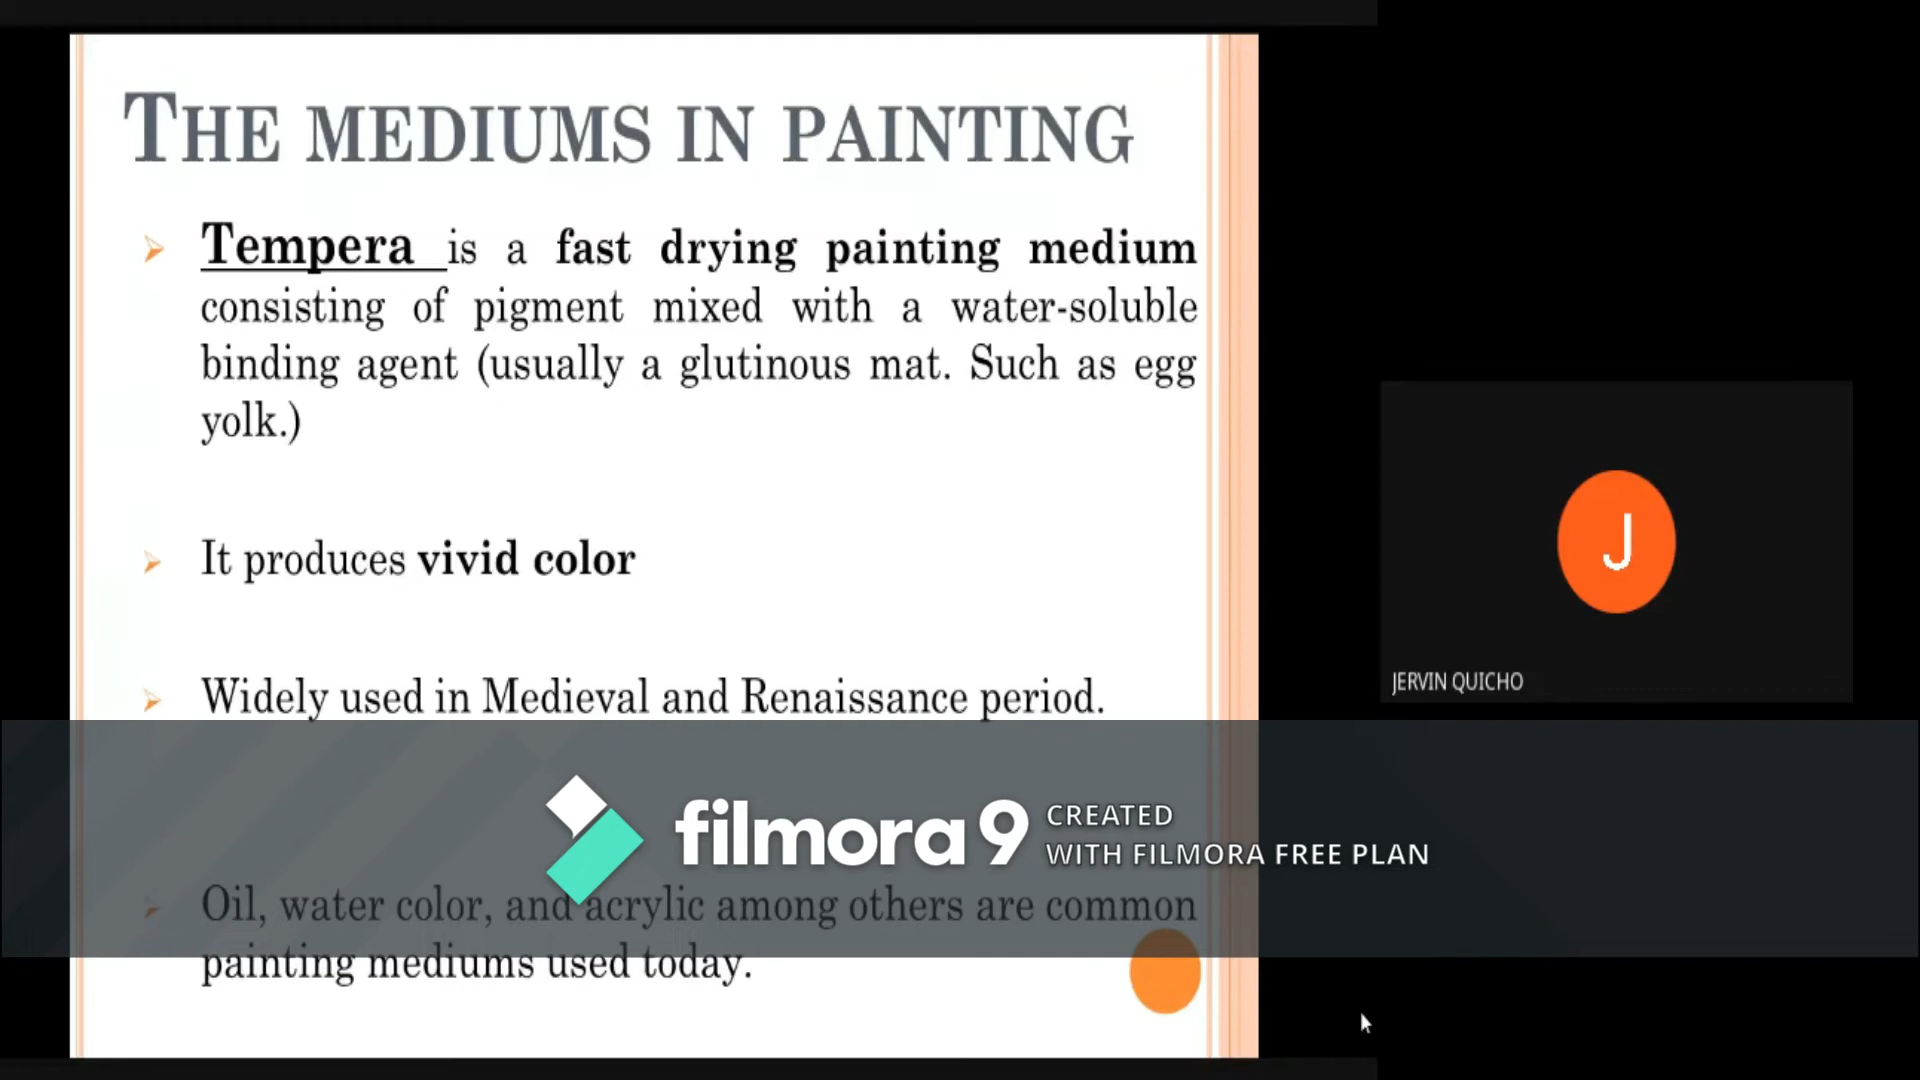 THE MEDIUMS IN PAINTING
Tempera is a fast drying painting medium
consisting of pigment mixed with a water-soluble
binding agent (usually a glutinous mat. Such as egg
yolk.)
It produces vivid color
Widely used in Medieval and Renaissance period.
Oil, water color, and acrylic among others are common
painting mediums used today.
filmora 9
CREATED
WITH FILMORA FREE PLAN
J
JERVIN QUICHO